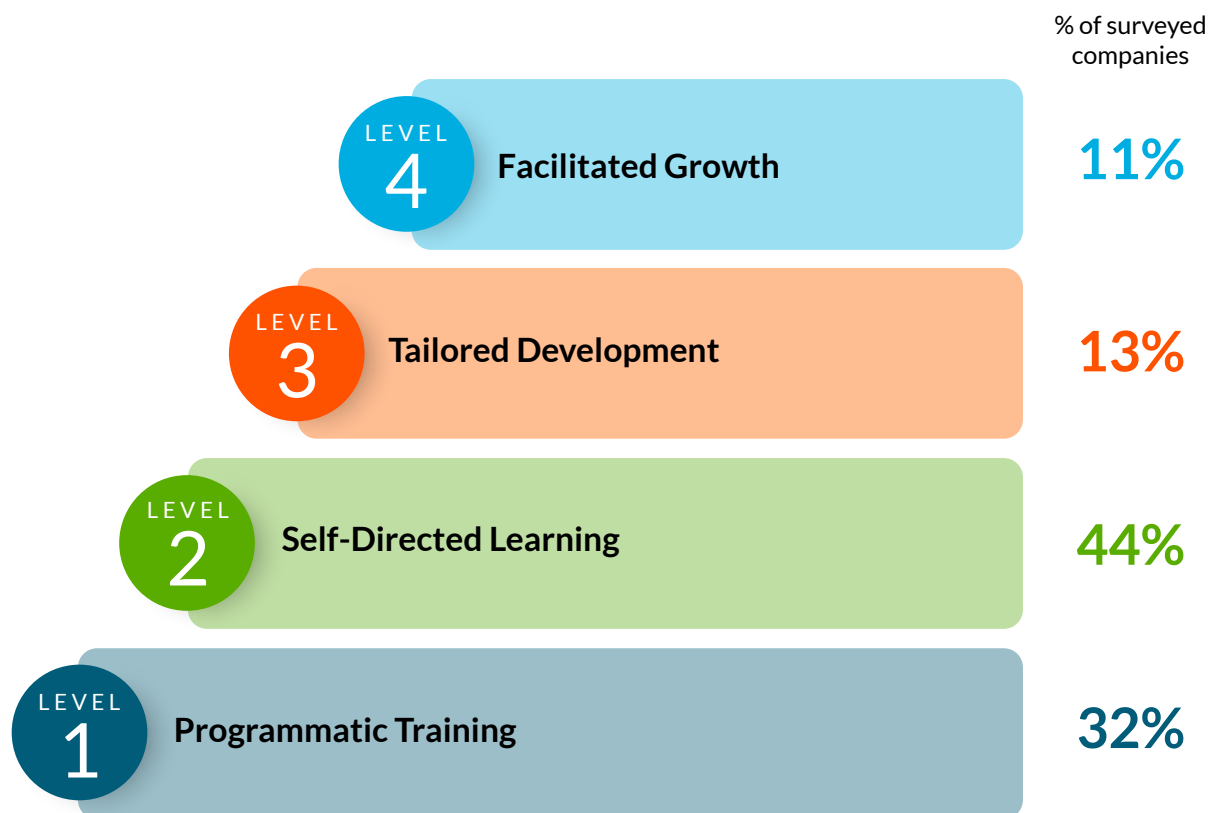 % of surveyed
companies
LEVEL
4
Facilitated Growth
11%
LEVEL
3
Tailored Development
13%
LEVEL
2
Self-Directed Learning
44%
LEVEL
1
Programmatic Training
32%